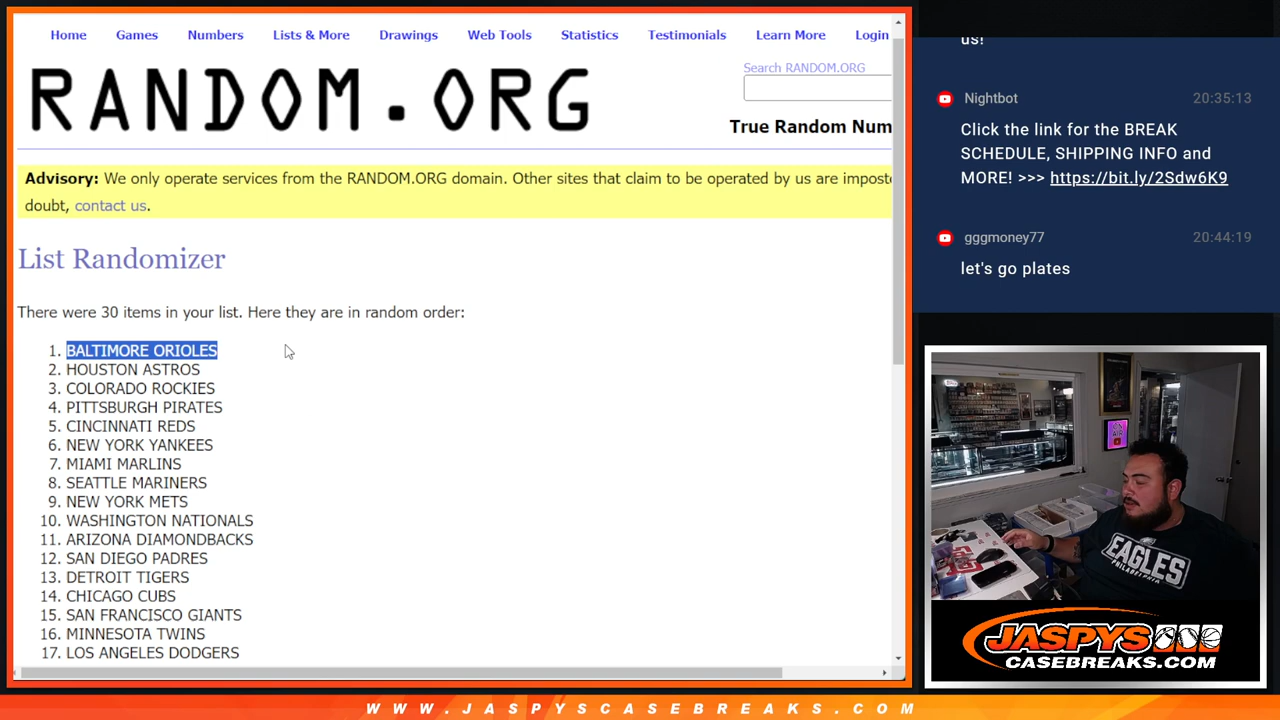 Home Games Numbers Lists & More Drawings Web Tools Statistics Testimonials Learn More Login
RANDOM.ORG
Search RANDOM.ORG
True Random Num
Advisory: We only operate services from the RANDOM.ORG domain. Other sites that claim to be operated by us are imposte
doubt, contact us.
List Randomizer
There were 30 items in your list. Here they are in random order:
1. BALTIMORE ORIOLES
2. HOUSTON ASTROS
3. COLORADO ROCKIES
4. PITTSBURGH PIRATES
5. CINCINNATI REDS
6. NEW YORK YANKEES
7. MIAMI MARLINS
8. SEATTLE MARINERS
9. NEW YORK METS
10. WASHINGTON NATIONALS
11. ARIZONA DIAMONDBACKS
12. SAN DIEGO PADRES
13. DETROIT TIGERS
14. CHICAGO CUBS
15. SAN FRANCISCO GIANTS
16. MINNESOTA TWINS
17. LOS ANGELES DODGERS
us!
Nightbot 20:35:13
Click the link for the BREAK
SCHEDULE, SHIPPING INFO and
MORE! >>> https://bit.ly/2Sdw6K9
gggmoney77 20:44:19
let's go plates
EAGLES
PHILADELPHIA
JASPYS
CASEBREAKS.COM
WWW.JASPYSCASEBREAKS.COM